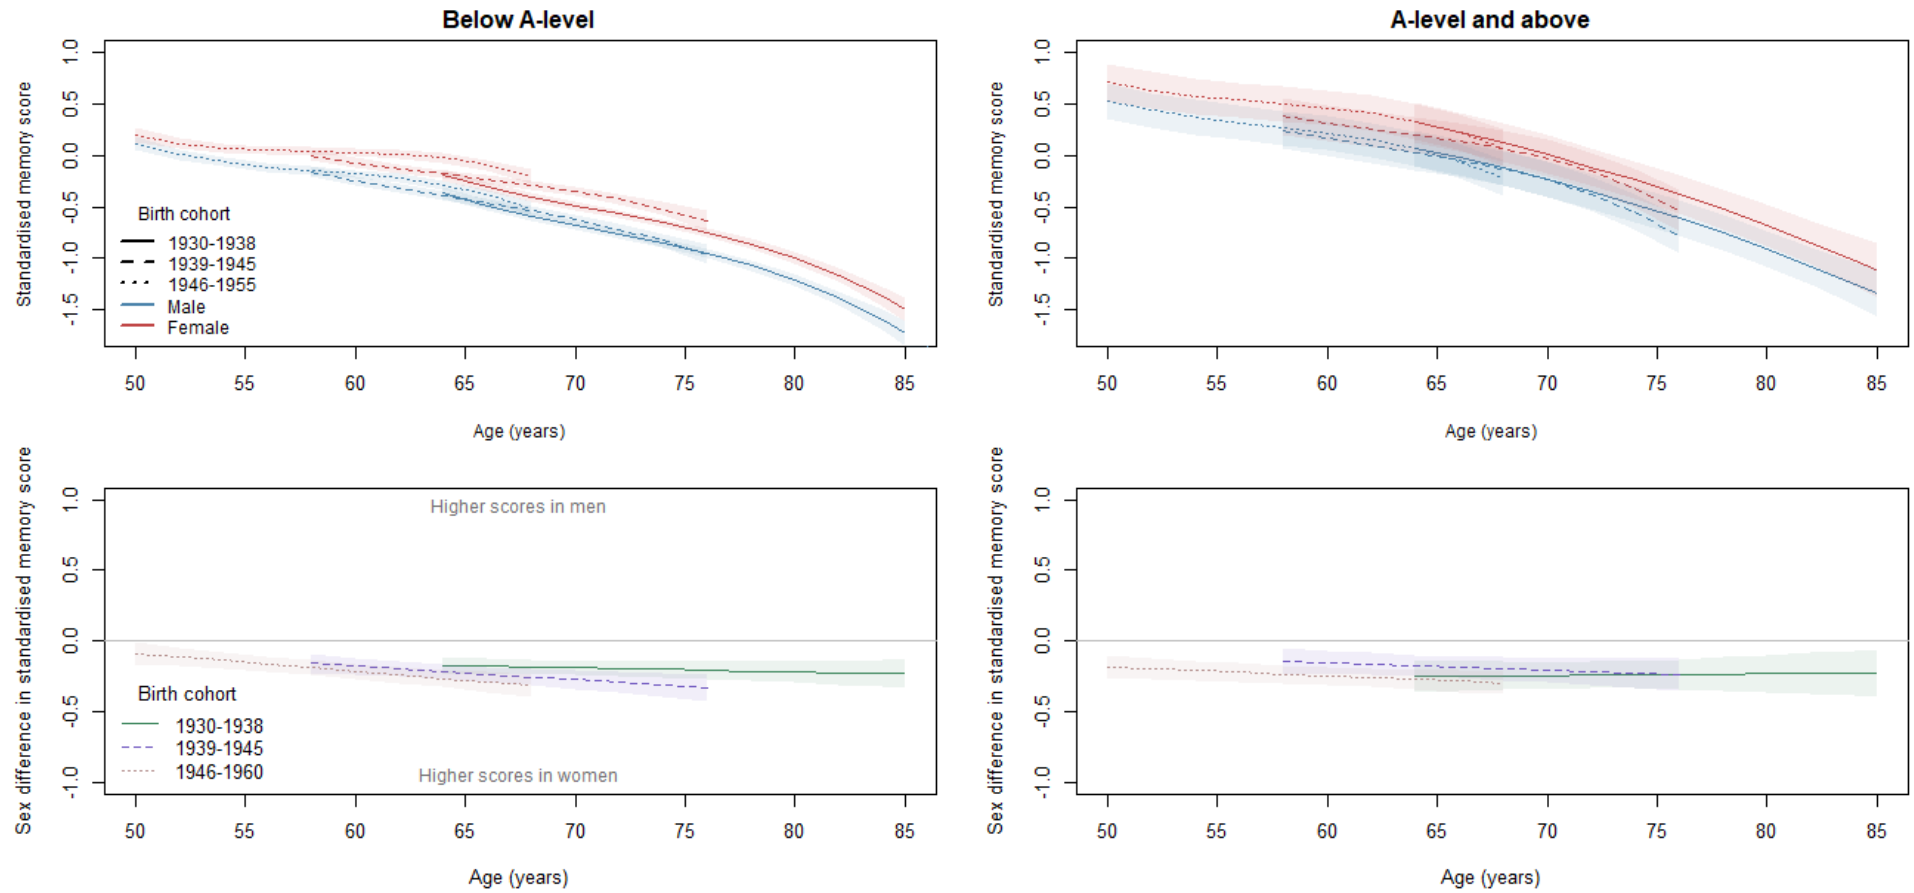 Below A-level
A-level and above
Standardised memory score
1.0
0.5
0.0
-0.5
-1.0
-1.5
Birth cohort
1930-1938
1939-1945
1946-1955
Male
Female
50 55 60 65 70 75 80 85
Age (years)
Standardised memory score
1.0
0.5
0.0
-0.5
-1.0
-1.5
50 55 60 65 70 75 80 85
Age (years)
Sex difference in standardised memory score
1.0
0.5
0.0
-0.5
-1.0
Higher scores in men
Birth cohort
1930-1938
1939-1945
1946-1960
Higher scores in women
50 55 60 65 70 75 80 85
Age (years)
Sex difference in standardised memory score
1.0
0.5
0.0
-0.5
-1.0
50 55 60 65 70 75 80 85
Age (years)